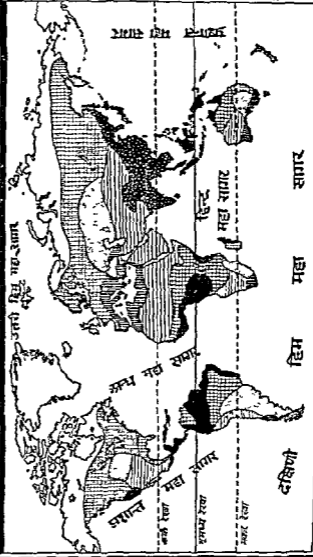 उत्तरी हिम महा-सागर
अन्ध महा सागर
प्रशान्त महा सागर
हिन्द
महा सागर
कर्क रेखा
भूमध्य रेखा
मकर रेखा
दक्षिणी हिम महा सागर